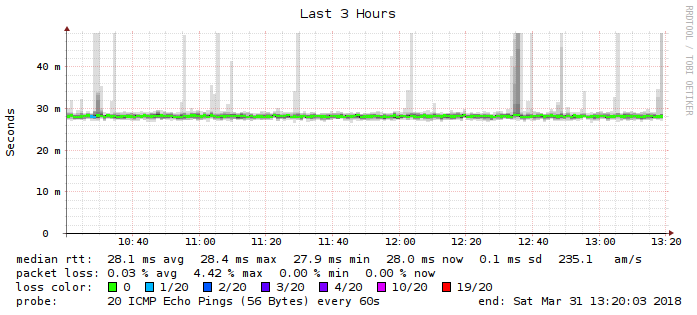 Last 3 Hours
RRDTOOL / TOBI OETIKER
Seconds
40 m
30 m
20 m
10 m
0
10:40 11:00 11:20 11:40 12:00 12:20 12:40 13:00 13:20
median rtt: 28.1 ms avg 28.4 ms max 27.9 ms min 28.0 ms now 0.1 ms sd 235.1 am/s
packet loss: 0.03 % avg 4.42 % max 0.00 % min 0.00 % now
loss color: 0 1/20 2/20 3/20 4/20 10/20 19/20
probe: 20 ICMP Echo Pings (56 Bytes) every 60s end: Sat Mar 31 13:20:03 2018